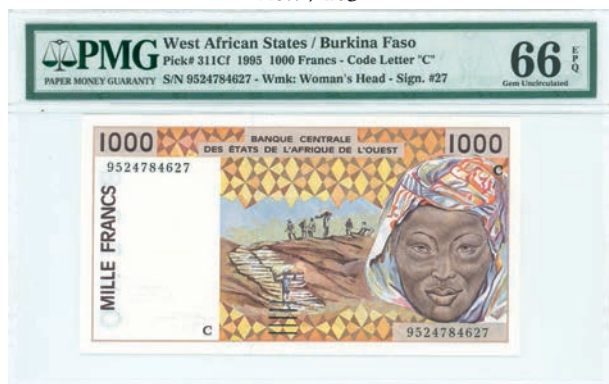 PMG
PAPER MONEY GUARANTY
West African States / Burkina Faso
Pick# 311Cf 1995 1000 Francs - Code Letter "C"
S/N 9524784627 - Wmk: Woman's Head - Sign. #27
66 EPQ
Gem Uncirculated
1000
BANQUE CENTRALE
DES ÉTATS DE L'AFRIQUE DE L'OUEST
1000
9524784627
C
MILLE FRANCS
C
9524784627